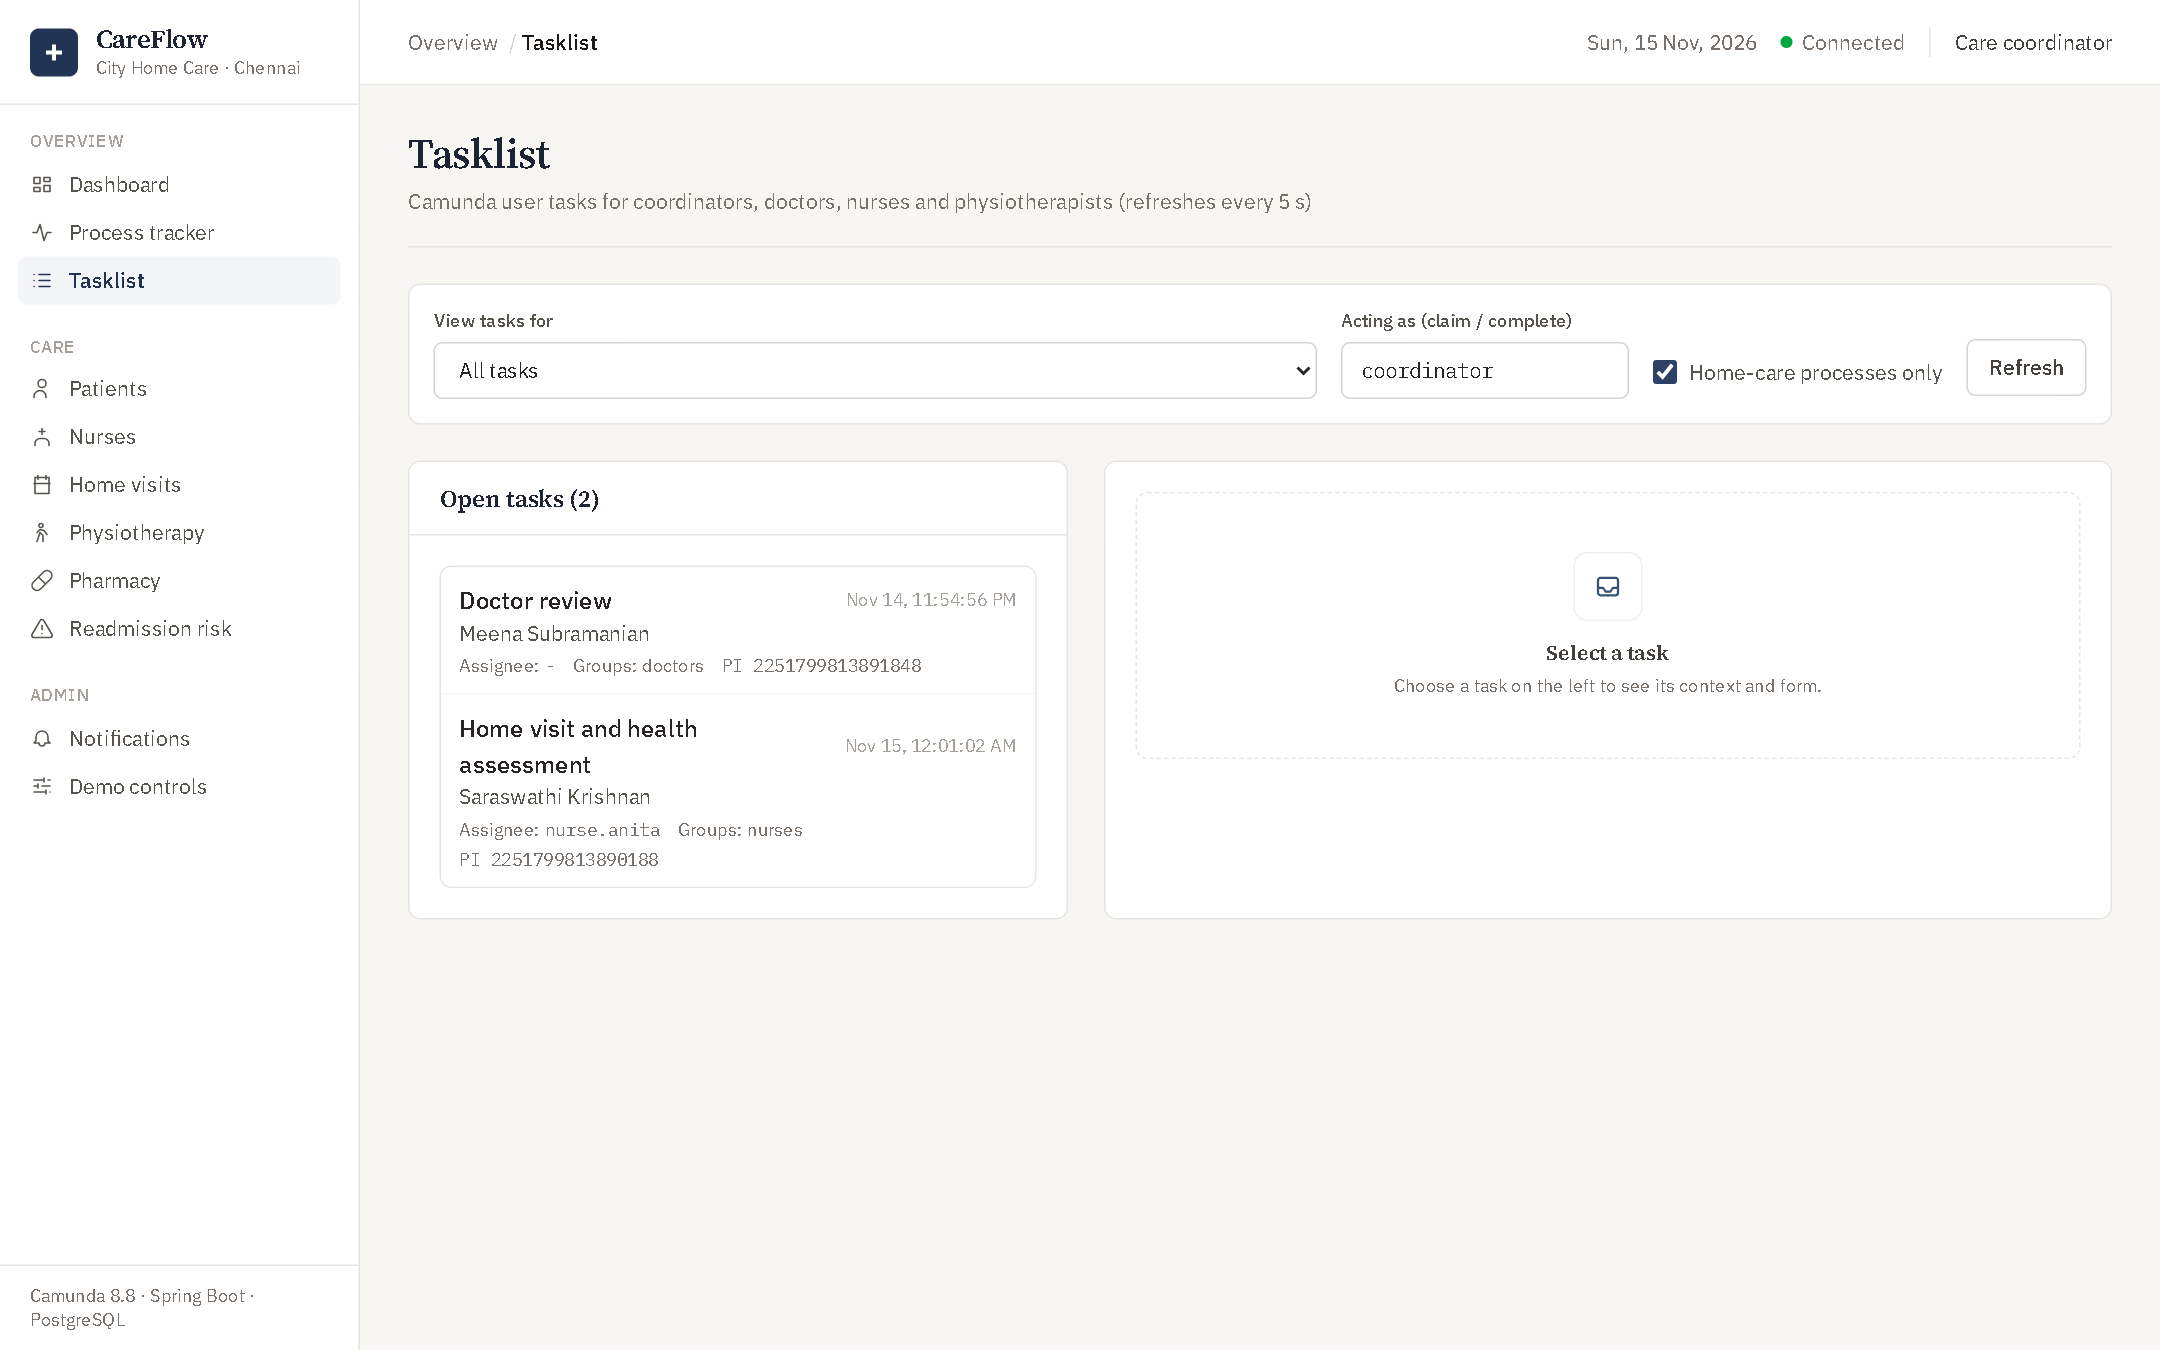 CareFlow
City Home Care · Chennai
OVERVIEW
Dashboard
Process tracker
Tasklist
CARE
Patients
Nurses
Home visits
Physiotherapy
Pharmacy
Readmission risk
ADMIN
Notifications
Demo controls
Camunda 8.8 · Spring Boot ·
PostgreSQL
Overview / Tasklist
Sun, 15 Nov, 2026 Connected Care coordinator
Tasklist
Camunda user tasks for coordinators, doctors, nurses and physiotherapists (refreshes every 5 s)
View tasks for
All tasks
Acting as (claim / complete)
coordinator
Home-care processes only
Refresh
Open tasks (2)
Doctor review Nov 14, 11:54:56 PM
Meena Subramanian
Assignee: - Groups: doctors PI 2251799813891848
Home visit and health
assessment
Nov 15, 12:01:02 AM
Saraswathi Krishnan
Assignee: nurse.anita Groups: nurses
PI 2251799813890188
Select a task
Choose a task on the left to see its context and form.